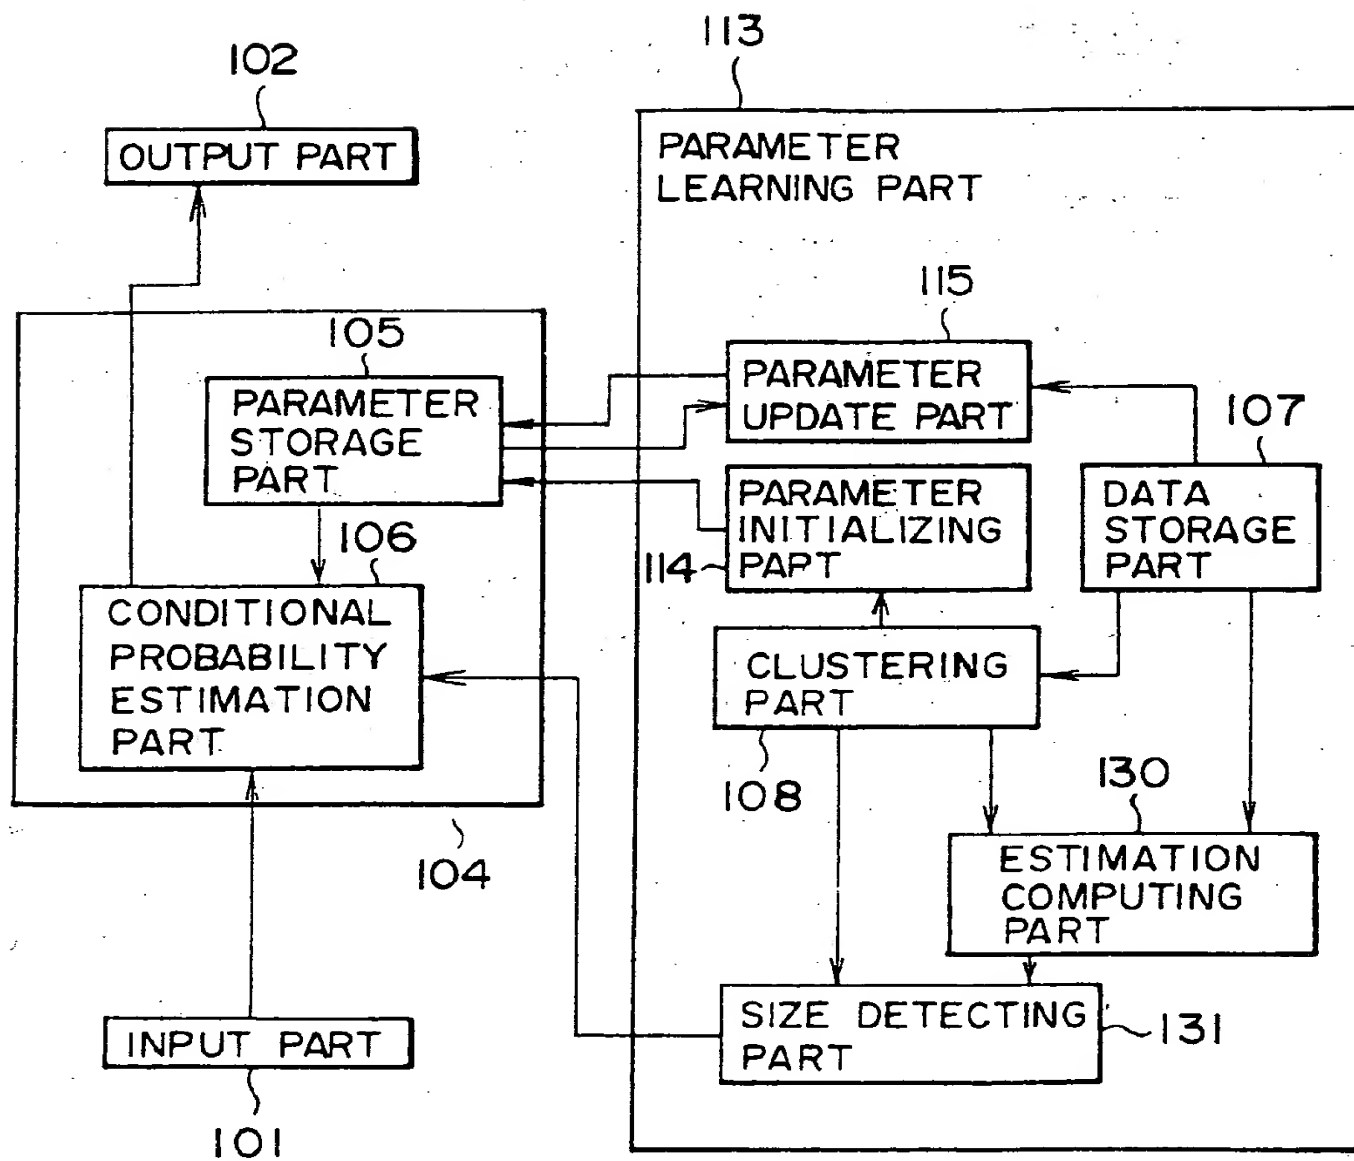 113
102
OUTPUT PART
PARAMETER
LEARNING PART
115
105
PARAMETER
STORAGE
PART
PARAMETER
UPDATE PART
107
PARAMETER
INITIALIZING
PAPT
114
DATA
STORAGE
PART
106
CONDITIONAL
PROBABILITY
ESTIMATION
PART
CLUSTERING
PART
108
130
104
ESTIMATION
COMPUTING
PART
SIZE DETECTING
PART
131
INPUT PART
101